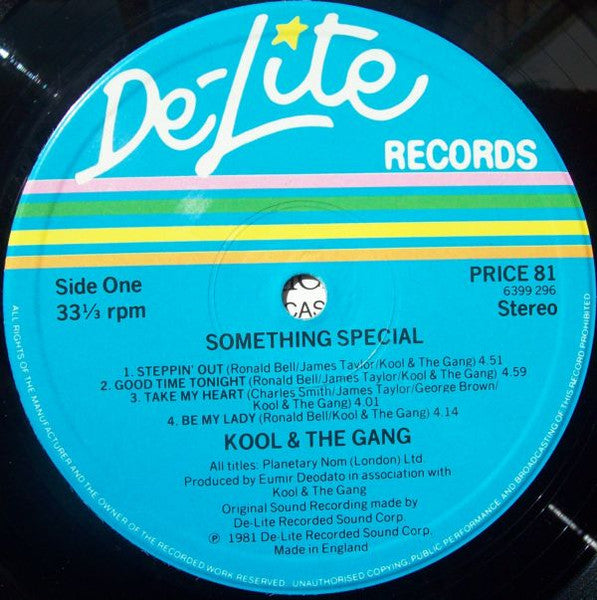 De-Lite
RECORDS
Side One
33⅓ rpm
PRICE 81
6399 296
Stereo
CAS
SOMETHING SPECIAL
1. STEPPIN' OUT (Ronald Bell/James Taylor/Kool & The Gang) 4.51
2. GOOD TIME TONIGHT (Ronald Bell/James Taylor/Kool & The Gang) 4.59
3. TAKE MY HEART (Charles Smith/James Taylor/George Brown/
Kool & The Gang) 4.01
4. BE MY LADY (Ronald Bell/Kool & The Gang) 4.14
KOOL & THE GANG
All titles: Planetary Nom (London) Ltd.
Produced by Eumir Deodato in association with
Kool & The Gang
Original Sound Recording made by
De-Lite Recorded Sound Corp.
℗ 1981 De-Lite Recorded Sound Corp.
Made in England
ALL RIGHTS OF THE MANUFACTURER AND THE OWNER OF THE RECORDED WORK RESERVED. UNAUTHORISED COPYING, PUBLIC PERFORMANCE AND BROADCASTING OF THIS RECORD PROHIBITED